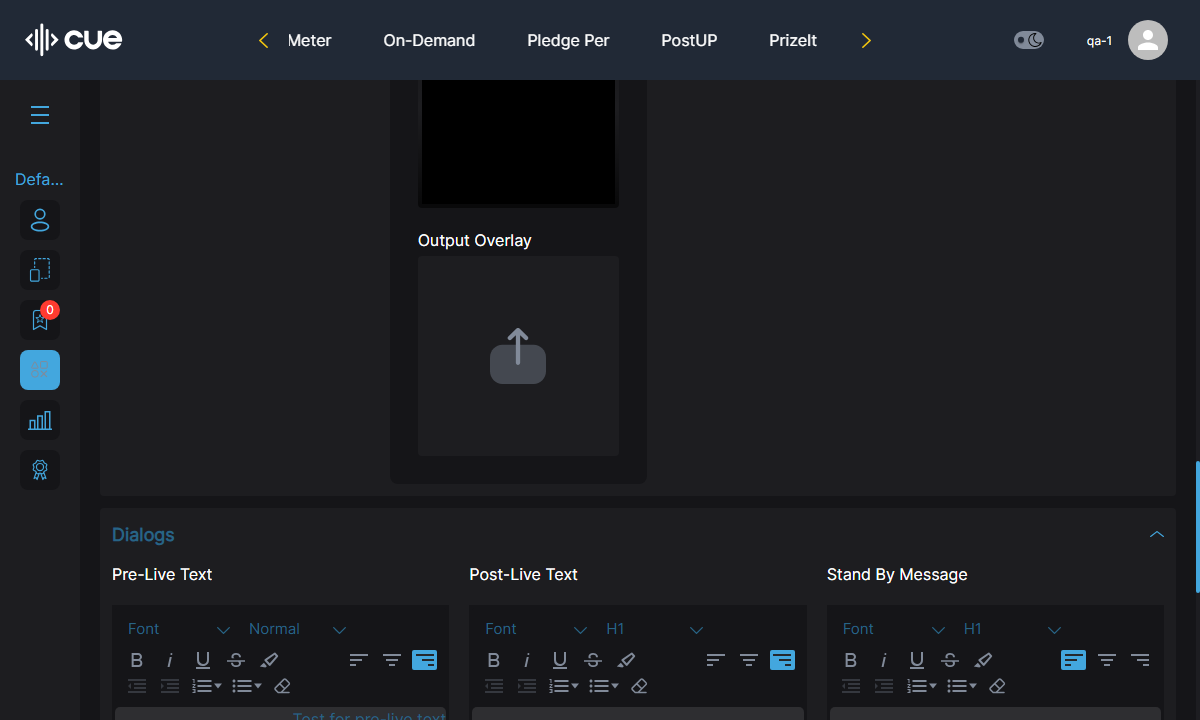 cue
Meter On-Demand Pledge Per PostUP PrizeIt
qa-1
Defa...
0
Output Overlay
Dialogs
Pre-Live Text Post-Live Text Stand By Message
Font Normal Font H1 Font H1
Test for pre-live text